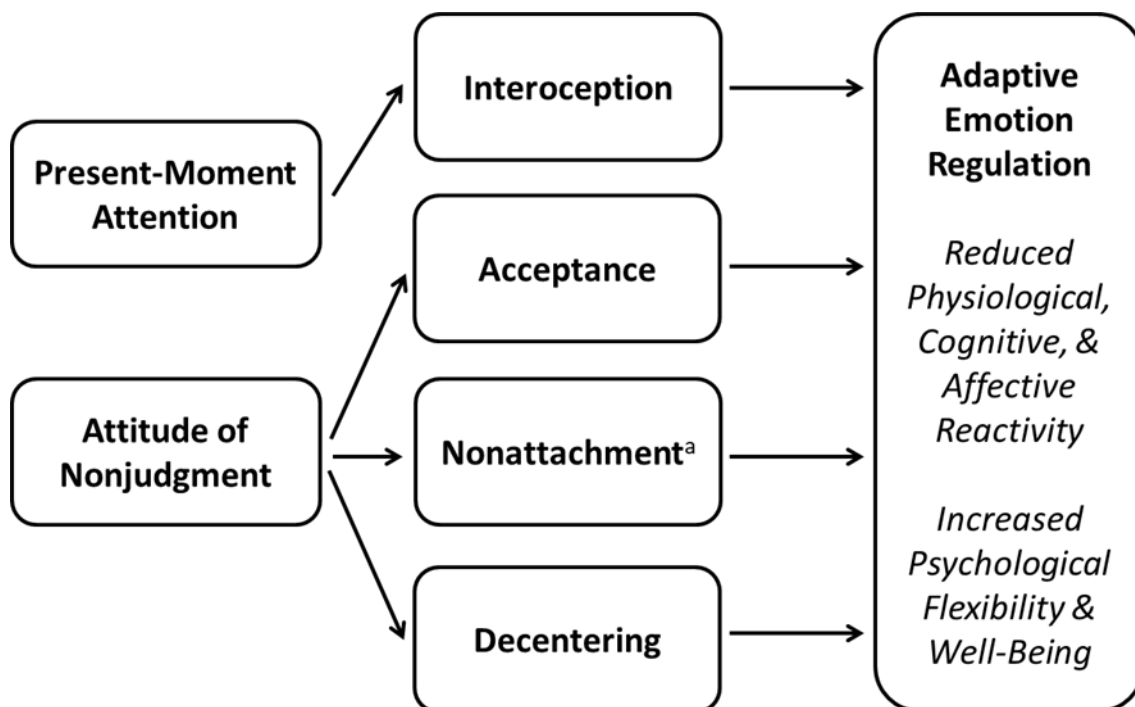 Present-Moment
Attention
Attitude of
Nonjudgment
Interoception
Acceptance
Nonattachmentᵃ
Decentering
Adaptive
Emotion
Regulation
Reduced
Physiological,
Cognitive, &
Affective
Reactivity
Increased
Psychological
Flexibility &
Well-Being